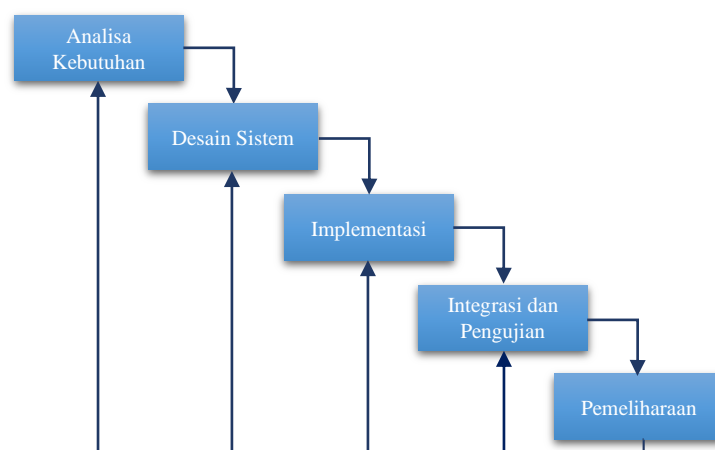 Analisa
Kebutuhan
Desain Sistem
Implementasi
Integrasi dan
Pengujian
Pemeliharaan